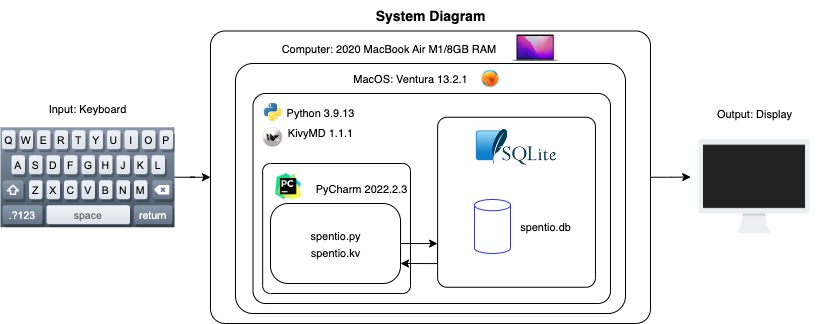 System Diagram
Computer: 2020 MacBook Air M1/8GB RAM
MacOS: Ventura 13.2.1
Input: Keyboard
Output: Display
Python 3.9.13
KivyMD 1.1.1
Q W E R T Y U I O P
A S D F G H J K L
Z X C V B N M
.?123 space return
SQLite
PC
PyCharm 2022.2.3
spentio.py
spentio.kv
spentio.db